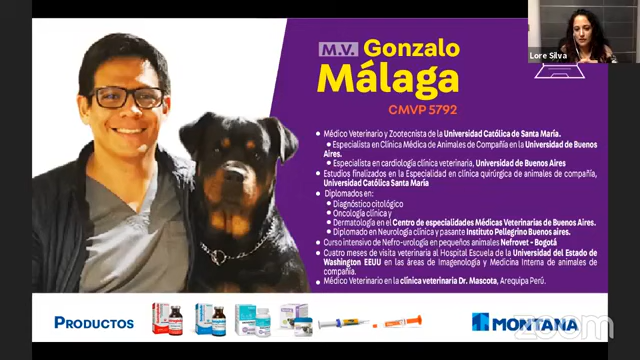 Lore Silva
M.V. Gonzalo
Málaga
CMVP 5792
• Médico Veterinario y Zootecnista de la Universidad Católica de Santa María.
• Especialista en Clínica Médica de Animales de Compañía en la Universidad de Buenos
Aires.
• Especialista en cardiología clínica veterinaria, Universidad de Buenos Aires
• Estudios finalizados en la Especialidad en clínica quirúrgica de animales de compañía,
Universidad Católica Santa María
• Diplomados en:
• Diagnóstico citológico
• Oncología clínica y
• Dermatología en el Centro de especialidades Médicas Veterinarias de Buenos Aires.
• Diplomado en Neurología clínica y pasante Instituto Pellegrino Buenos aires.
• Curso intensivo de Nefro-urología en pequeños animales Nefrovet - Bogotá
• Cuatro meses de visita veterinaria al Hospital Escuela de la Universidad del Estado de
Washington EEUU en las áreas de Imagenología y Medicina Interna de animales de
compañía.
• Médico Veterinario en la clínica veterinaria Dr. Mascota, Arequipa Perú.
PRODUCTOS
MONTANA
zoom